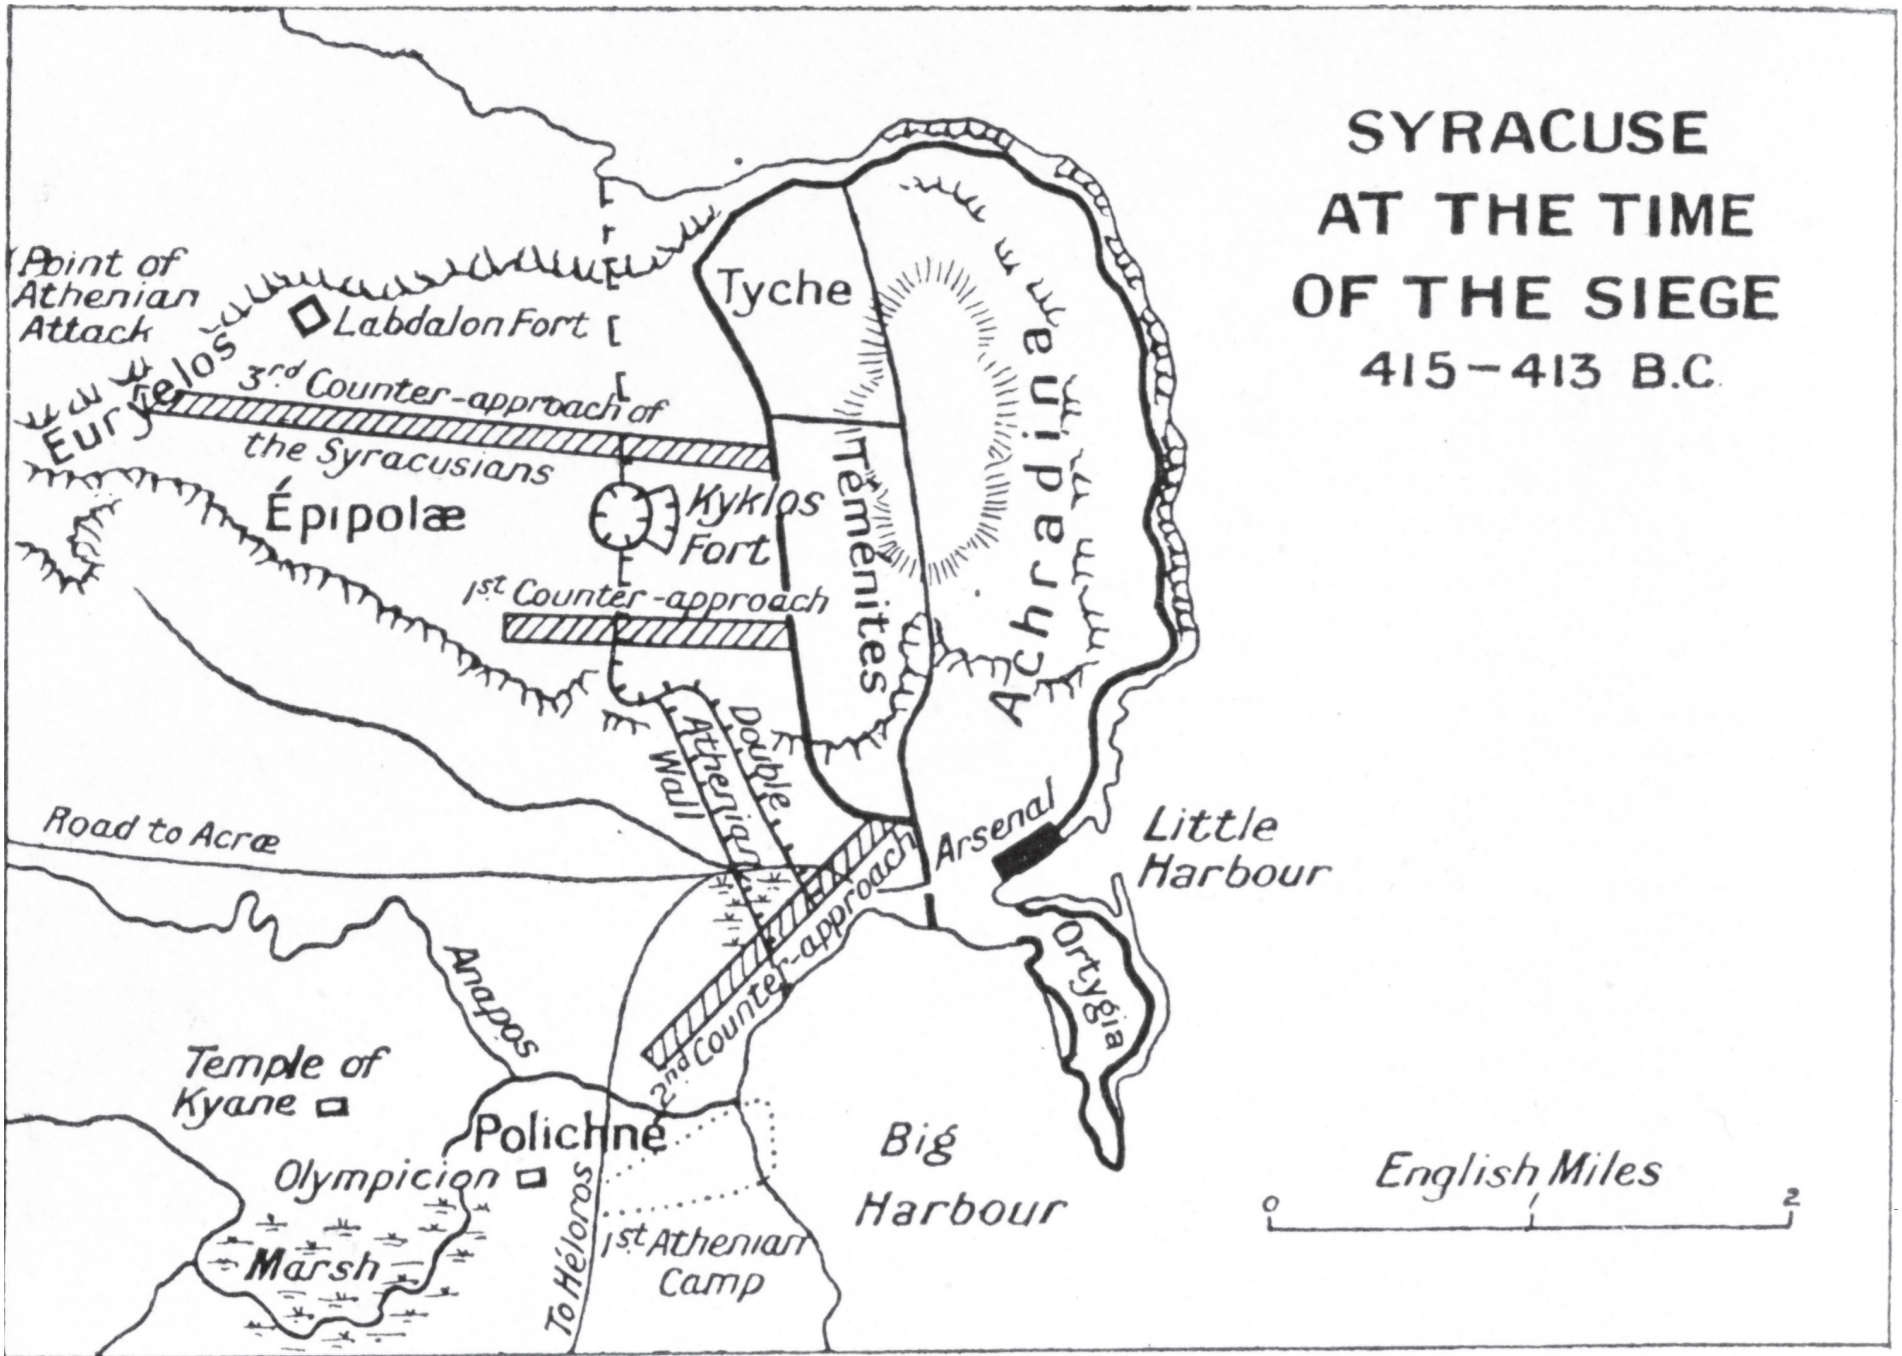 SYRACUSE
AT THE TIME
OF THE SIEGE
415–413 B.C.
Point of
Athenian
Attack
Labdalon Fort
Euryelos
3rd Counter-approach of
the Syracusians
Épipolæ
Tyche
Achradina
Téménites
Kyklos
Fort
1st Counter-approach
Double
Athenian
Wall
Road to Acræ
Arsenal
Little
Harbour
2nd Counter-approach
Ortygia
Anapos
Temple of
Kyane
Polichne
Olympicion
Marsh
To Héloros
1st Athenian
Camp
Big
Harbour
English Miles
0 2